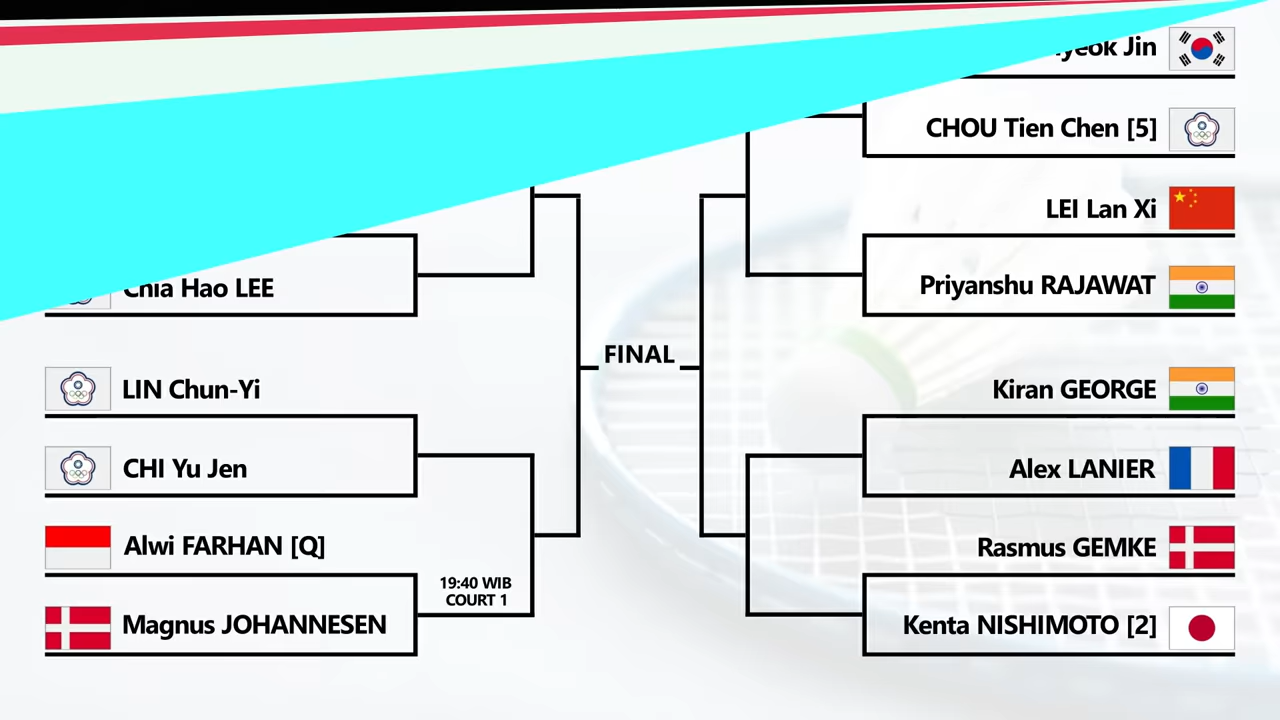 Jin
CHOU Tien Chen [5]
LEI Lan Xi
Chia Hao LEE
Priyanshu RAJAWAT
FINAL
LIN Chun-Yi
Kiran GEORGE
CHI Yu Jen
Alex LANIER
Alwi FARHAN [Q]
Rasmus GEMKE
19:40 WIB
COURT 1
Magnus JOHANNESEN
Kenta NISHIMOTO [2]